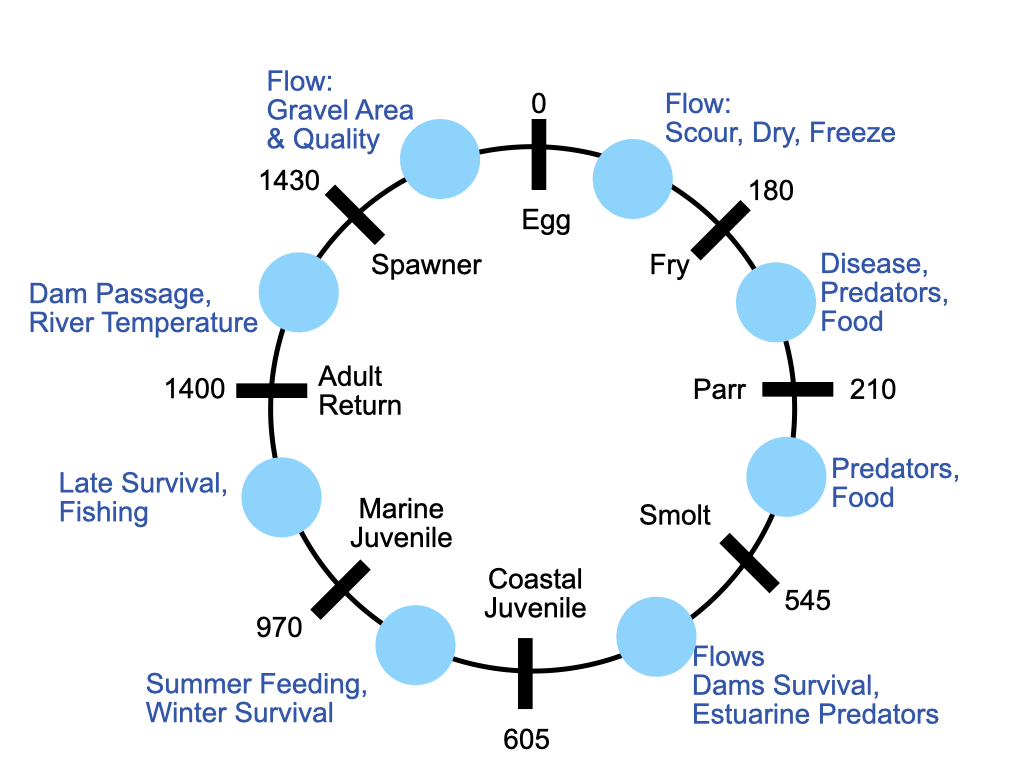 0
Egg
Flow:
Scour, Dry, Freeze
180
Fry
Disease,
Predators,
Food
Parr
210
Predators,
Food
Smolt
545
Flows
Dams Survival,
Estuarine Predators
Coastal
Juvenile
605
Summer Feeding,
Winter Survival
Marine
Juvenile
970
Late Survival,
Fishing
1400
Adult
Return
Dam Passage,
River Temperature
1430
Spawner
Flow:
Gravel Area
& Quality